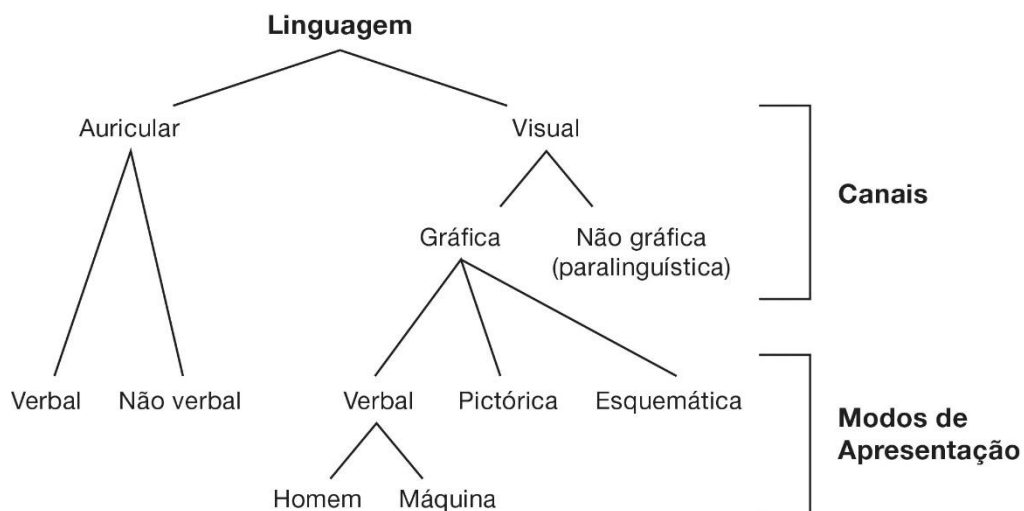 Linguagem
Auricular
Visual
Canais
Gráfica
Não gráfica
(paralinguística)
Verbal
Não verbal
Verbal
Pictórica
Esquemática
Modos de
Apresentação
Homem
Máquina